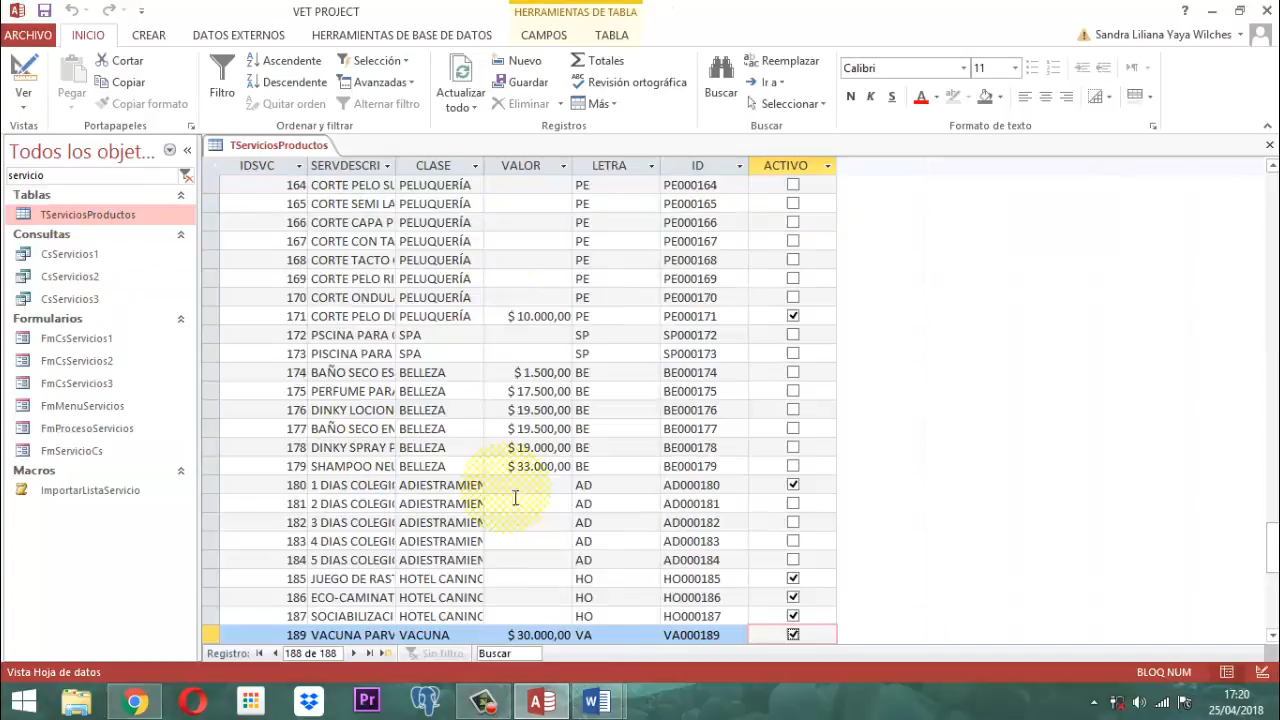 VET PROJECT
HERRAMIENTAS DE TABLA
?
ARCHIVO INICIO CREAR DATOS EXTERNOS HERRAMIENTAS DE BASE DE DATOS CAMPOS TABLA
Sandra Liliana Yaya Wilches
Ver Pegar Cortar Copiar Copiar formato
Filtro Ascendente Descendente Quitar orden Selección Avanzadas Alternar filtro
Actualizar todo Nuevo Guardar Eliminar Totales Revisión ortográfica Más
Buscar Reemplazar Ir a Seleccionar
Calibri 11
N K S A
Vistas Portapapeles Ordenar y filtrar Registros Buscar Formato de texto
Todos los objet...
servicio
Tablas
TServiciosProductos
Consultas
CsServicios1
CsServicios2
CsServicios3
Formularios
FmCsServicios1
FmCsServicios2
FmCsServicios3
FmMenuServicios
FmProcesoServicios
FmServicioCs
Macros
ImportarListaServicio
TServiciosProductos
IDSVC SERVDESCRI CLASE VALOR LETRA ID ACTIVO
164 CORTE PELO SU PELUQUERÍA PE PE000164
165 CORTE SEMI LA PELUQUERÍA PE PE000165
166 CORTE CAPA P PELUQUERÍA PE PE000166
167 CORTE CON TA PELUQUERÍA PE PE000167
168 CORTE TACTO PELUQUERÍA PE PE000168
169 CORTE PELO RI PELUQUERÍA PE PE000169
170 CORTE ONDUL PELUQUERÍA PE PE000170
171 CORTE PELO DI PELUQUERÍA $ 10.000,00 PE PE000171
172 PSCINA PARA SPA SP SP000172
173 PISCINA PARA SPA SP SP000173
174 BAÑO SECO ES BELLEZA $ 1.500,00 BE BE000174
175 PERFUME PARA BELLEZA $ 17.500,00 BE BE000175
176 DINKY LOCION BELLEZA $ 19.500,00 BE BE000176
177 BAÑO SECO EN BELLEZA $ 19.500,00 BE BE000177
178 DINKY SPRAY P BELLEZA $ 19.000,00 BE BE000178
179 SHAMPOO NEU BELLEZA $ 33.000,00 BE BE000179
180 1 DIAS COLEGIO ADIESTRAMIEN AD AD000180
181 2 DIAS COLEGIO ADIESTRAMIEN AD AD000181
182 3 DIAS COLEGIO ADIESTRAMIEN AD AD000182
183 4 DIAS COLEGIO ADIESTRAMIEN AD AD000183
184 5 DIAS COLEGIO ADIESTRAMIEN AD AD000184
185 JUEGO DE RAST HOTEL CANINO HO HO000185
186 ECO-CAMINAT HOTEL CANINO HO HO000186
187 SOCIABILIZACI HOTEL CANINO HO HO000187
189 VACUNA PARV VACUNA $ 30.000,00 VA VA000189
Registro: 188 de 188 Sin filtro Buscar
Vista Hoja de datos BLOQ NUM
Pr
17:20
25/04/2018